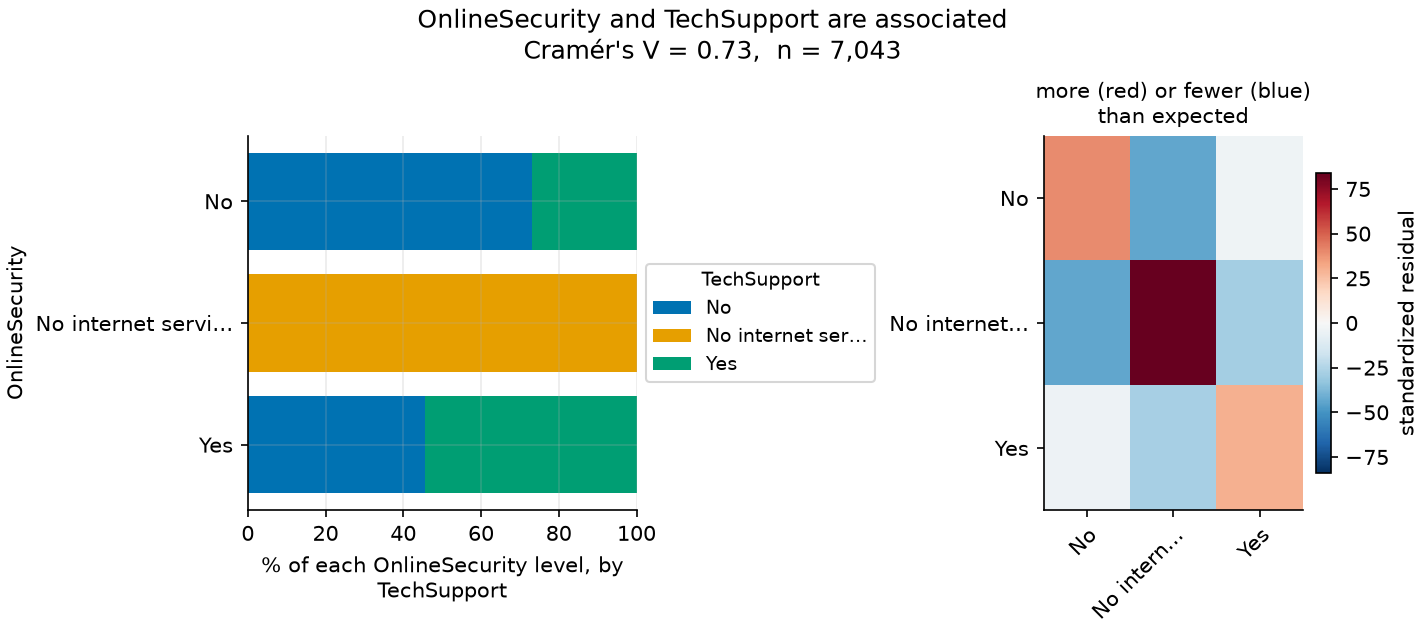 OnlineSecurity and TechSupport are associated
Cramér's V = 0.73,  n = 7,043
OnlineSecurity
No
No internet servi...
Yes
0 20 40 60 80 100
% of each OnlineSecurity level, by
TechSupport
TechSupport
No
No internet ser...
Yes
more (red) or fewer (blue)
than expected
No
No internet...
Yes
No
No intern...
Yes
75
50
25
0
−25
−50
−75
standardized residual